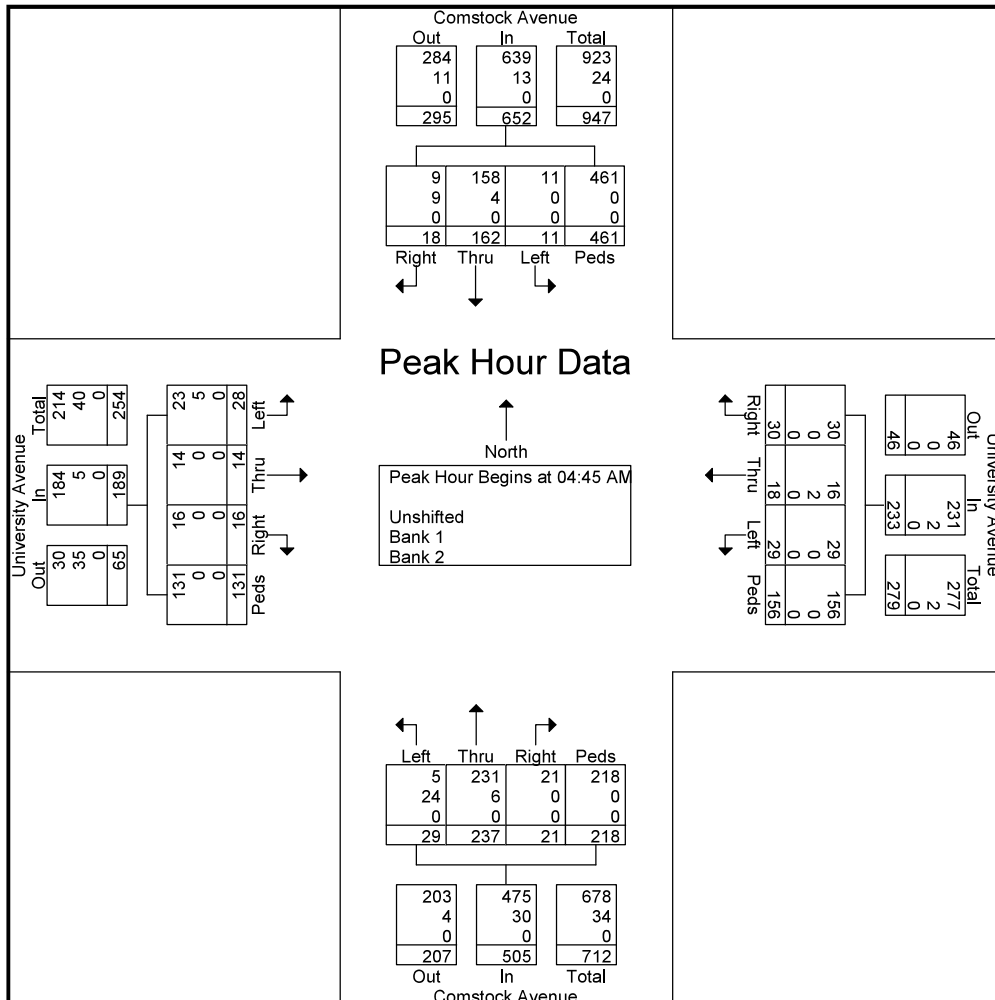 Comstock Avenue
Out In Total
284 639 923
11 13 24
0 0 0
295 652 947
9 158 11 461
9 4 0 0
0 0 0 0
18 162 11 461
Right Thru Left Peds
Peak Hour Data
North
Peak Hour Begins at 04:45 AM
Unshifted
Bank 1
Bank 2
University Avenue
Out In Total
30 184 214
35 5 40
0 0 0
65 189 254
Peds Right Thru Left
131 16 14 23
0 0 0 5
0 0 0 0
131 16 14 28
University Avenue
Out In Total
46 231 277
0 2 2
0 0 0
46 233 279
30 16 29 156
0 2 0 0
0 0 0 0
30 18 29 156
Right Thru Left Peds
Left Thru Right Peds
5 231 21 218
24 6 0 0
0 0 0 0
29 237 21 218
203 475 678
4 30 34
0 0 0
207 505 712
Out In Total
Comstock Avenue